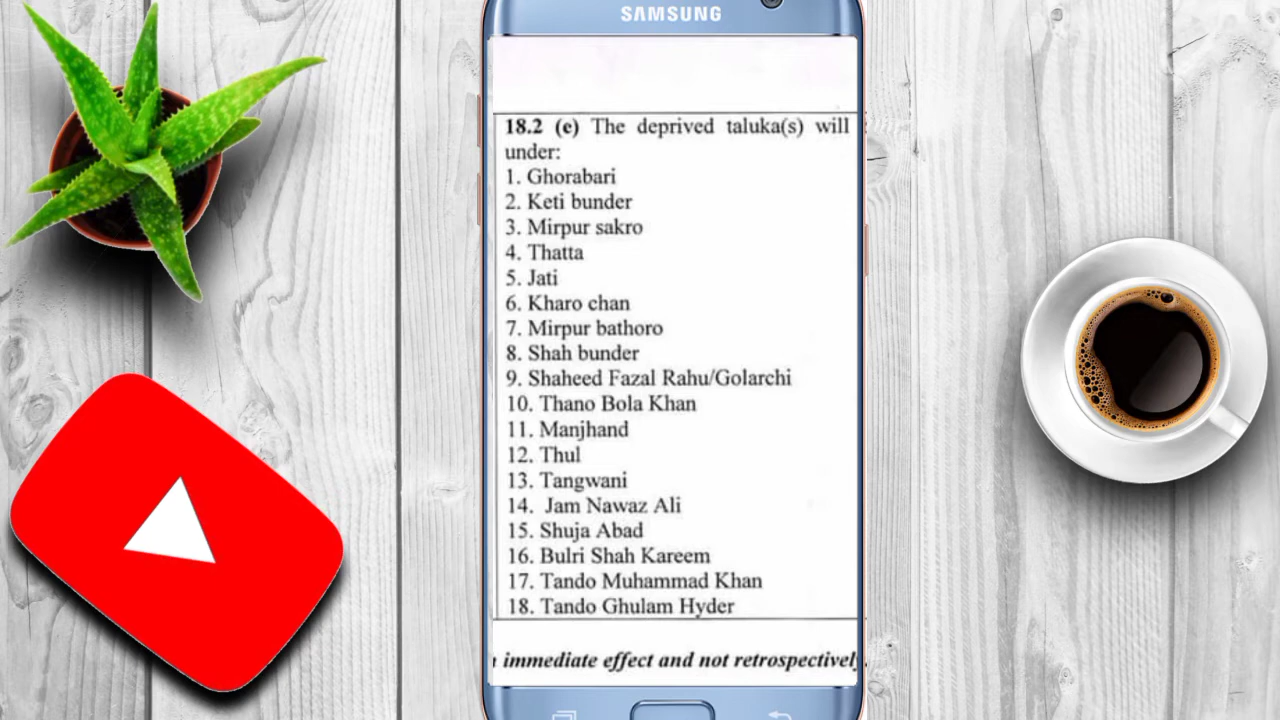 SAMSUNG
18.2 (e) The deprived taluka(s) will
under:
1. Ghorabari
2. Keti bunder
3. Mirpur sakro
4. Thatta
5. Jati
6. Kharo chan
7. Mirpur bathoro
8. Shah bunder
9. Shaheed Fazal Rahu/Golarchi
10. Thano Bola Khan
11. Manjhand
12. Thul
13. Tangwani
14. Jam Nawaz Ali
15. Shuja Abad
16. Bulri Shah Kareem
17. Tando Muhammad Khan
18. Tando Ghulam Hyder
immediate effect and not retrospectively